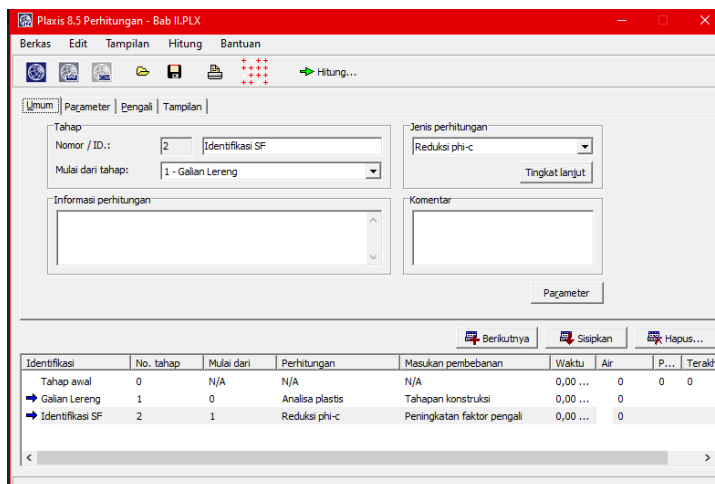 Plaxis 8.5 Perhitungan - Bab II.PLX
Berkas Edit Tampilan Hitung Bantuan
Hitung...
Umum Parameter Pengali Tampilan
Tahap
Nomor / ID.: 2 Identifikasi SF
Mulai dari tahap: 1 - Galian Lereng
Jenis perhitungan
Reduksi phi-c
Tingkat lanjut
Informasi perhitungan
Komentar
Parameter
Berikutnya Sisipkan Hapus...
Identifikasi No. tahap Mulai dari Perhitungan Masukan pembebanan Waktu Air P... Terakh
Tahap awal 0 N/A N/A N/A 0,00 ... 0 0 0
Galian Lereng 1 0 Analisa plastis Tahapan konstruksi 0,00 ... 0
Identifikasi SF 2 1 Reduksi phi-c Peningkatan faktor pengali 0,00 ... 0